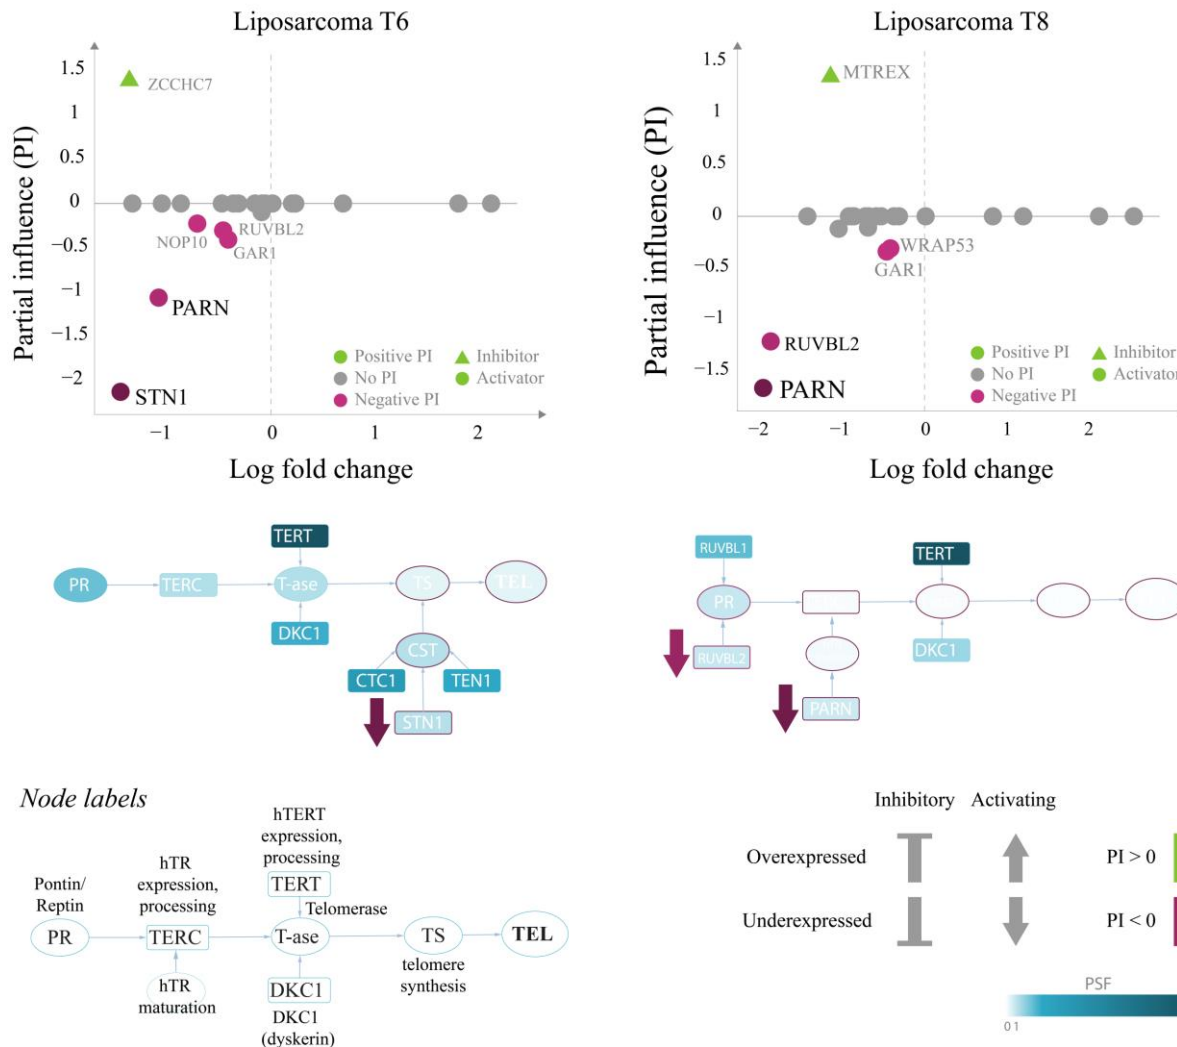 Liposarcoma T6
Liposarcoma T8
1.5
1
0.5
0
−0.5
−1
−1.5
−2
Partial influence (PI)
ZCCHC7
NOP10
RUVBL2
GAR1
PARN
STN1
Positive PI
No PI
Negative PI
Inhibitor
Activator
−1
0
1
2
Log fold change
1.5
1
0.5
0
−0.5
−1
−1.5
Partial influence (PI)
MTREX
WRAP53
GAR1
RUVBL2
PARN
Positive PI
No PI
Negative PI
Inhibitor
Activator
−2
−1
0
1
2
Log fold change
TERT
PR
TERC
T-ase
TS
TEL
DKC1
CST
CTC1
TEN1
STN1
RUVBL1
TERT
PR
RUVBL2
DKC1
PARN
Node labels
hTERT
expression,
processing
hTR
expression,
processing
Pontin/
Reptin
TERT
Telomerase
PR
TERC
T-ase
TS
TEL
telomere
synthesis
hTR
maturation
DKC1
DKC1
(dyskerin)
Inhibitory Activating
Overexpressed
PI > 0
Underexpressed
PI < 0
PSF
0 1